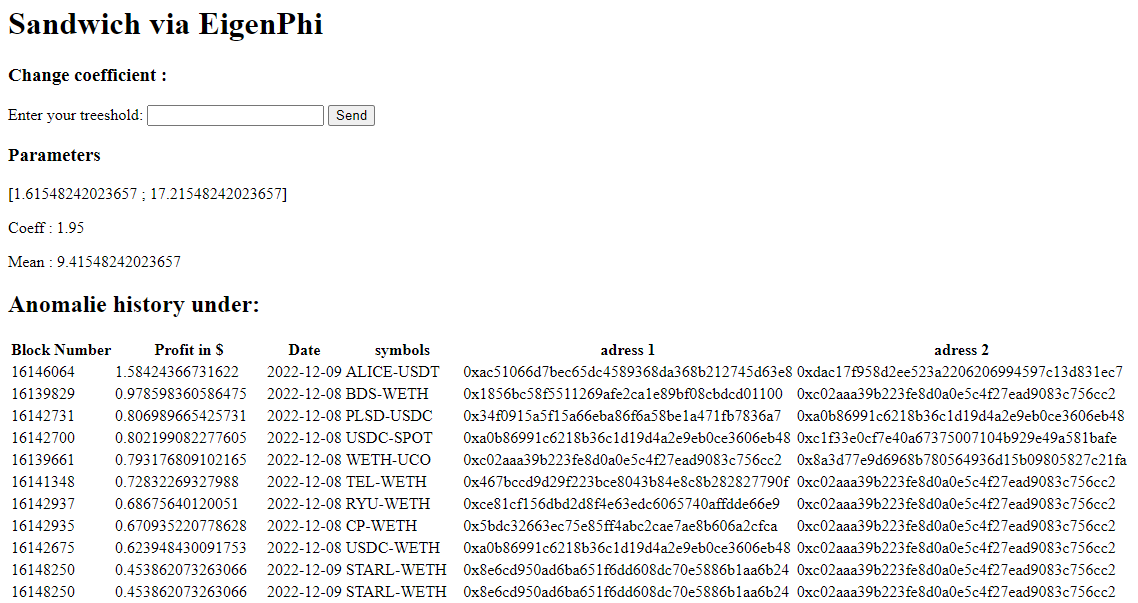 Sandwich via EigenPhi
Change coefficient :
Enter your treeshold: Send
Parameters
[1.61548242023657 ; 17.21548242023657]
Coeff : 1.95
Mean : 9.41548242023657
Anomalie history under:
Block Number Profit in $ Date symbols adress 1 adress 2
16146064 1.58424366731622 2022-12-09 ALICE-USDT 0xac51066d7bec65dc4589368da368b212745d63e8 0xdac17f958d2ee523a2206206994597c13d831ec7
16139829 0.978598360586475 2022-12-08 BDS-WETH 0x1856bc58f5511269afe2ca1e89bf08cbdcd01100 0xc02aaa39b223fe8d0a0e5c4f27ead9083c756cc2
16142731 0.806989665425731 2022-12-08 PLSD-USDC 0x34f0915a5f15a66eba86f6a58be1a471fb7836a7 0xa0b86991c6218b36c1d19d4a2e9eb0ce3606eb48
16142700 0.802199082277605 2022-12-08 USDC-SPOT 0xa0b86991c6218b36c1d19d4a2e9eb0ce3606eb48 0xc1f33e0cf7e40a67375007104b929e49a581bafe
16139661 0.793176809102165 2022-12-08 WETH-UCO 0xc02aaa39b223fe8d0a0e5c4f27ead9083c756cc2 0x8a3d77e9d6968b780564936d15b09805827c21fa
16141348 0.72832269327988 2022-12-08 TEL-WETH 0x467bccd9d29f223bce8043b84e8c8b282827790f 0xc02aaa39b223fe8d0a0e5c4f27ead9083c756cc2
16142937 0.68675640120051 2022-12-08 RYU-WETH 0xce81cf156dbd2d8f4e63edc6065740affdde66e9 0xc02aaa39b223fe8d0a0e5c4f27ead9083c756cc2
16142935 0.670935220778628 2022-12-08 CP-WETH 0x5bdc32663ec75e85ff4abc2cae7ae8b606a2cfca 0xc02aaa39b223fe8d0a0e5c4f27ead9083c756cc2
16142675 0.623948430091753 2022-12-08 USDC-WETH 0xa0b86991c6218b36c1d19d4a2e9eb0ce3606eb48 0xc02aaa39b223fe8d0a0e5c4f27ead9083c756cc2
16148250 0.453862073263066 2022-12-09 STARL-WETH 0x8e6cd950ad6ba651f6dd608dc70e5886b1aa6b24 0xc02aaa39b223fe8d0a0e5c4f27ead9083c756cc2
16148250 0.453862073263066 2022-12-09 STARL-WETH 0x8e6cd950ad6ba651f6dd608dc70e5886b1aa6b24 0xc02aaa39b223fe8d0a0e5c4f27ead9083c756cc2